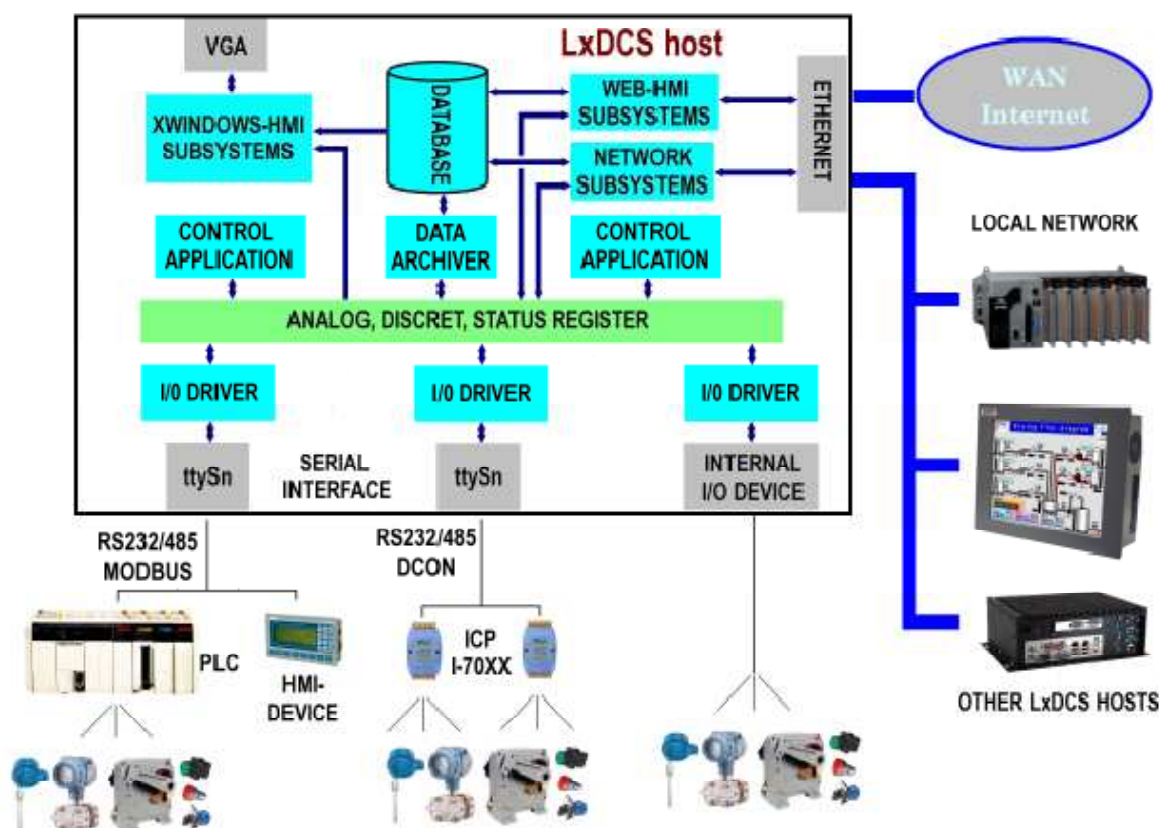 VGA
LxDCS host
WAN
Internet
ETHERNET
DATABASE
XWINDOWS-HMI
SUBSYSTEMS
WEB-HMI
SUBSYSTEMS
NETWORK
SUBSYSTEMS
CONTROL
APPLICATION
DATA
ARCHIVER
CONTROL
APPLICATION
LOCAL NETWORK
ANALOG, DISCRET, STATUS REGISTER
I/0 DRIVER
I/0 DRIVER
I/0 DRIVER
ttySn
SERIAL
INTERFACE
ttySn
INTERNAL
I/O DEVICE
RS232/485
MODBUS
RS232/485
DCON
PLC
HMI-
DEVICE
ICP
I-70XX
OTHER LxDCS HOSTS